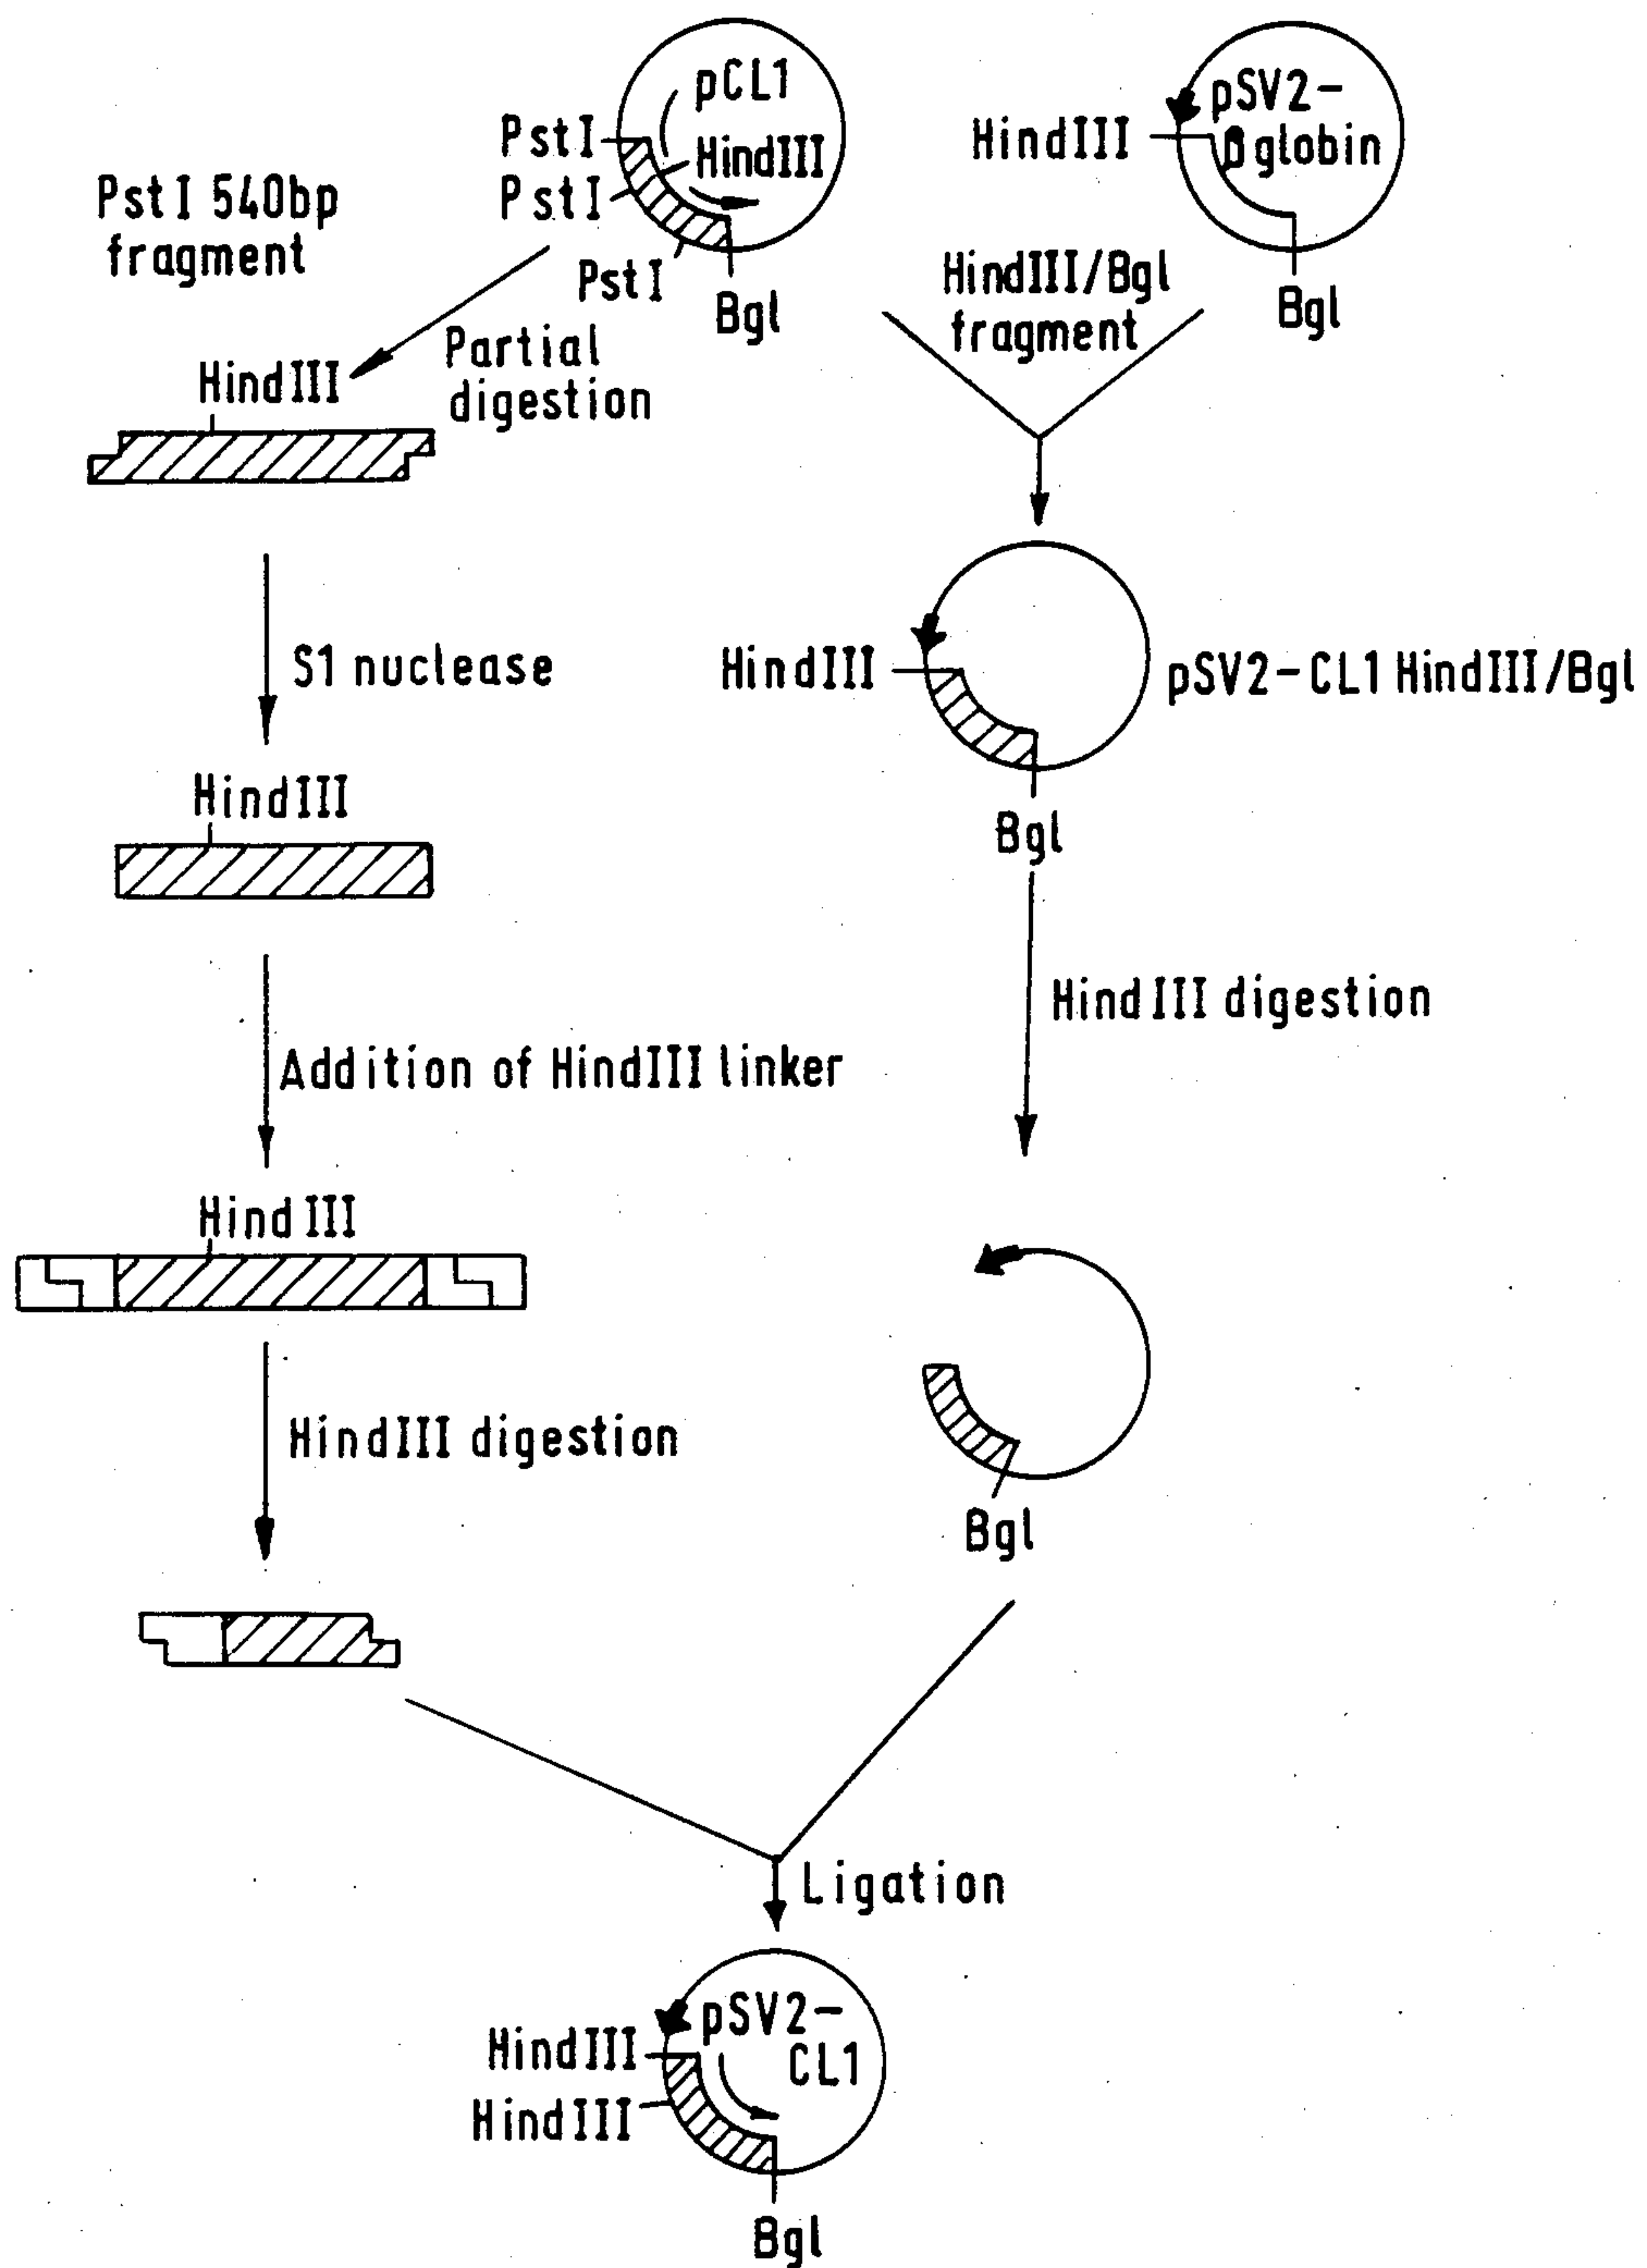 pCL1
HindIII
PstI
PstI
PstI
Bgl
pSV2-
βglobin
HindIII
Bgl
PstI 540bp
fragment
Partial
digestion
HindIII/Bgl
fragment
HindIII
S1 nuclease
HindIII
pSV2-CL1 HindIII/Bgl
Bgl
HindIII
HindIII digestion
Addition of HindIII linker
HindIII
HindIII digestion
Bgl
Ligation
pSV2-
CL1
HindIII
HindIII
Bgl